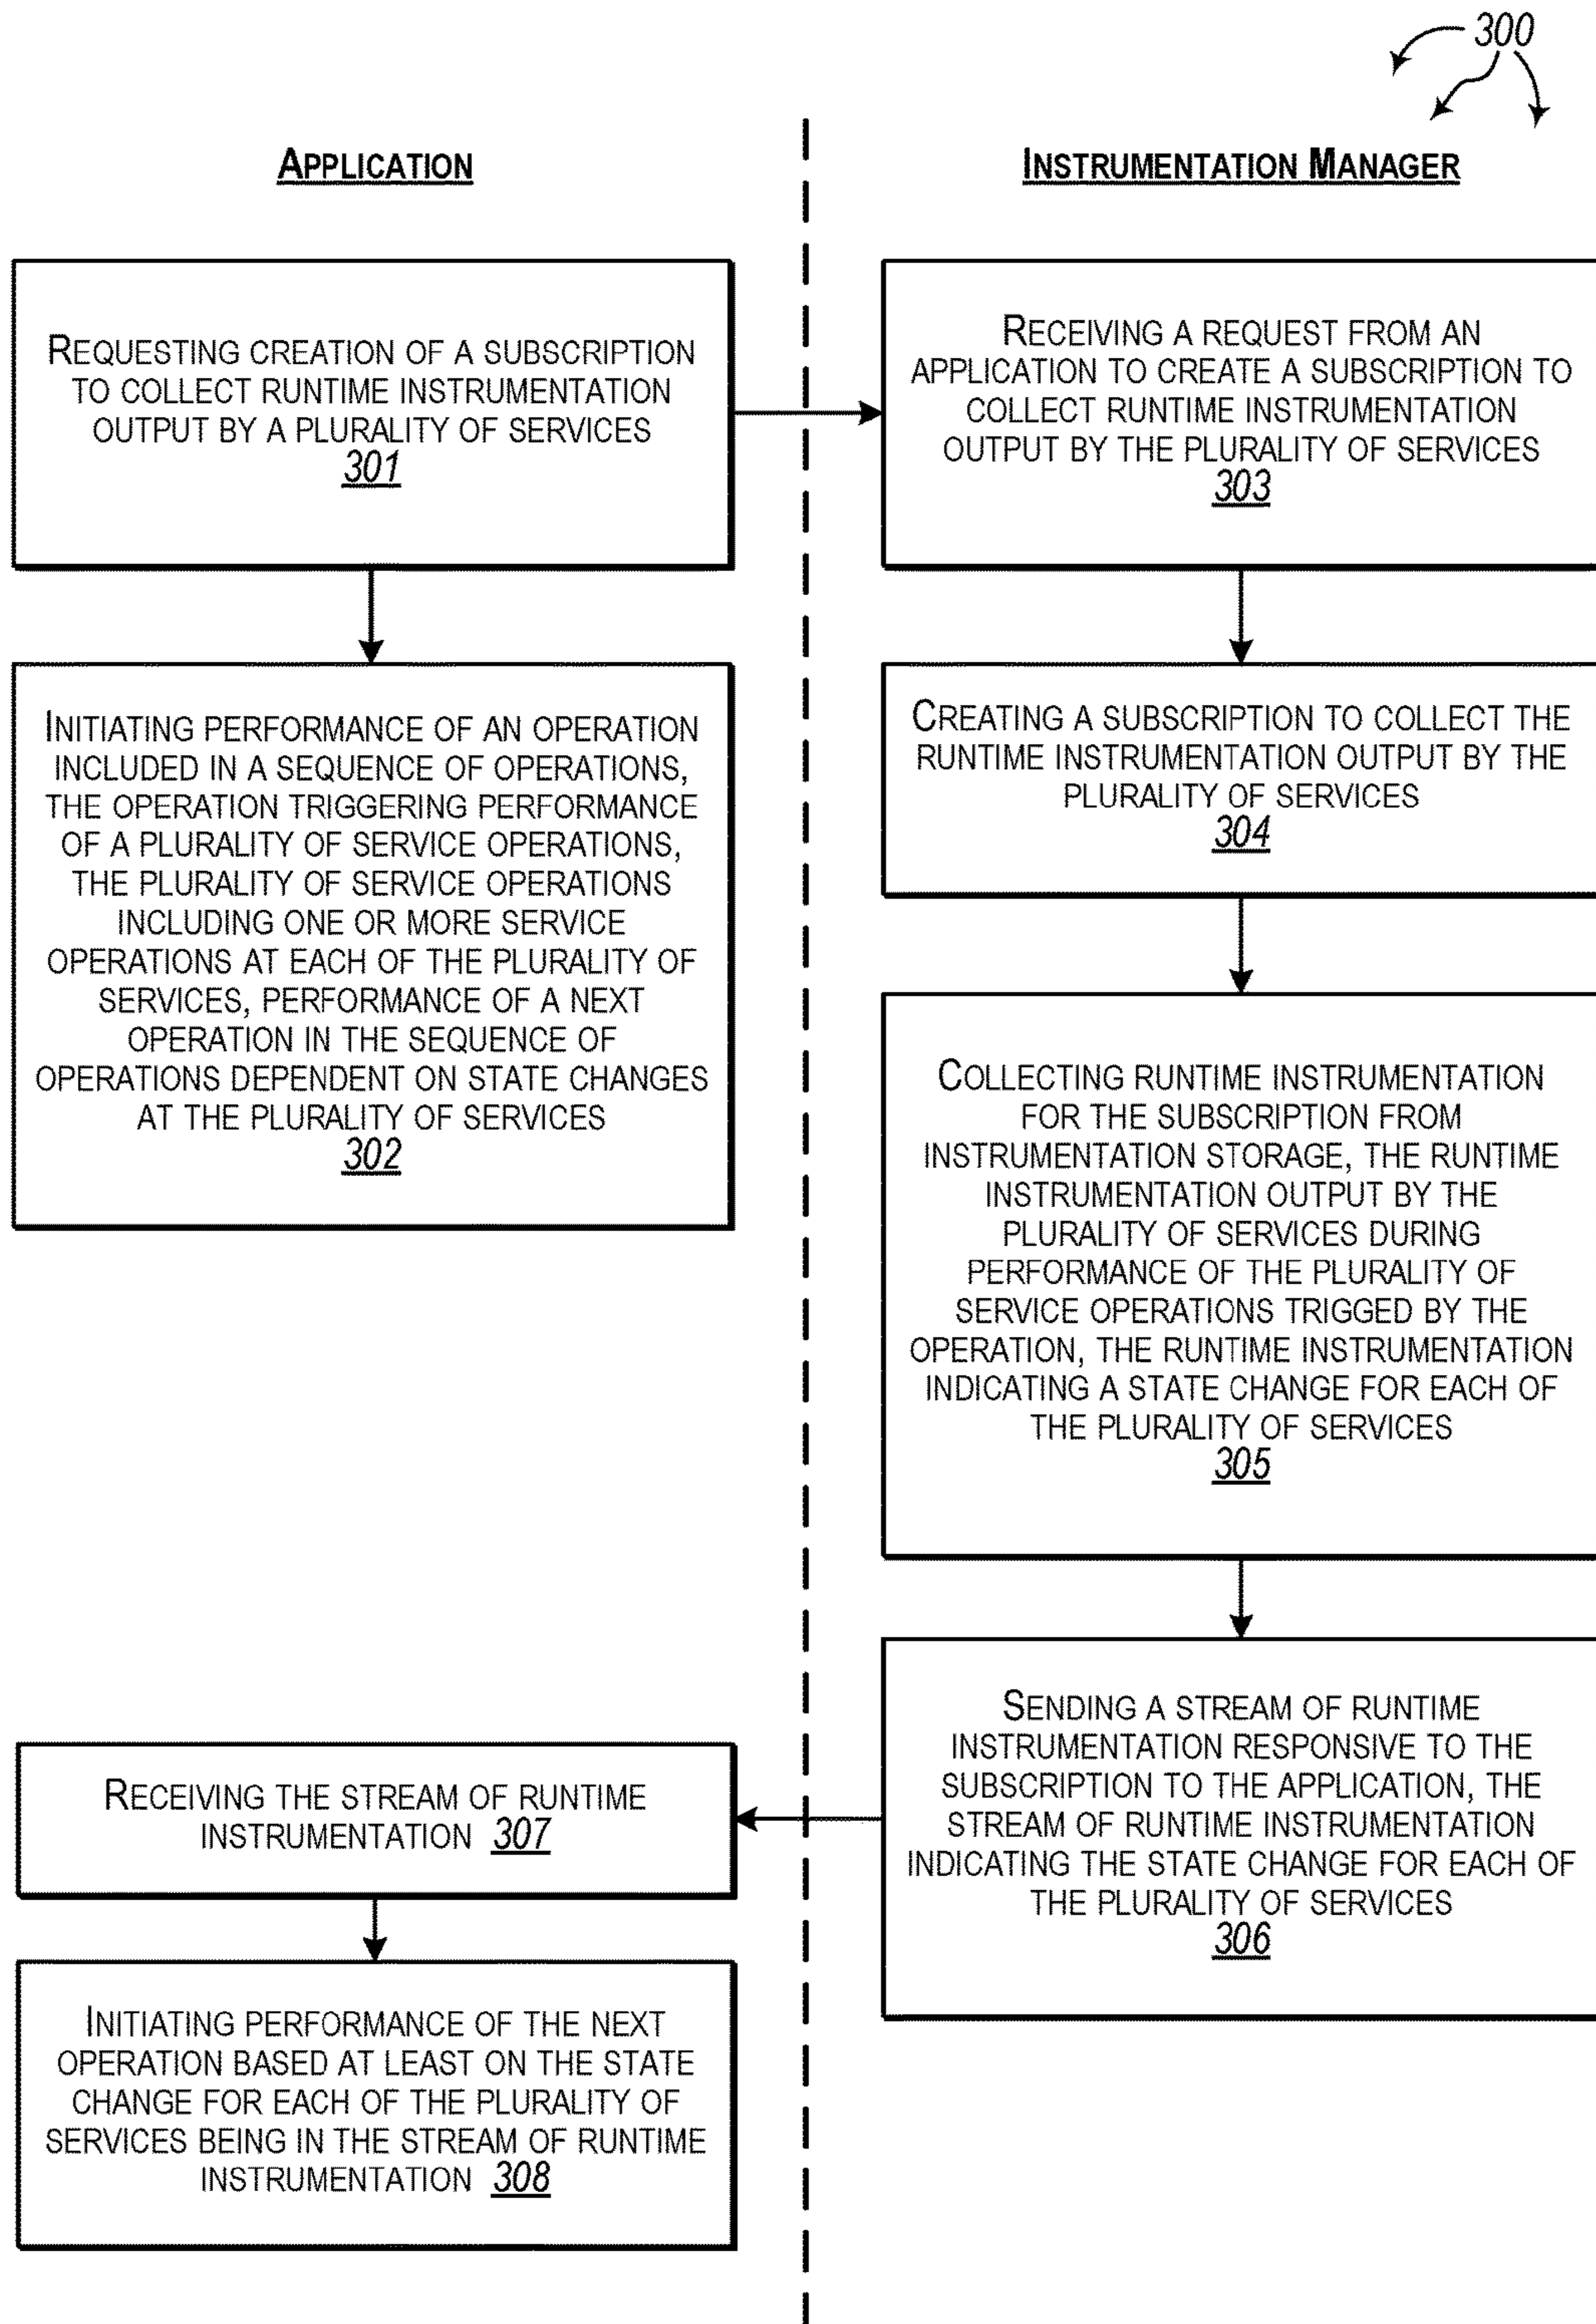 300
APPLICATION
INSTRUMENTATION MANAGER
REQUESTING CREATION OF A SUBSCRIPTION
TO COLLECT RUNTIME INSTRUMENTATION
OUTPUT BY A PLURALITY OF SERVICES
301
RECEIVING A REQUEST FROM AN
APPLICATION TO CREATE A SUBSCRIPTION TO
COLLECT RUNTIME INSTRUMENTATION
OUTPUT BY THE PLURALITY OF SERVICES
303
INITIATING PERFORMANCE OF AN OPERATION
INCLUDED IN A SEQUENCE OF OPERATIONS,
THE OPERATION TRIGGERING PERFORMANCE
OF A PLURALITY OF SERVICE OPERATIONS,
THE PLURALITY OF SERVICE OPERATIONS
INCLUDING ONE OR MORE SERVICE
OPERATIONS AT EACH OF THE PLURALITY OF
SERVICES, PERFORMANCE OF A NEXT
OPERATION IN THE SEQUENCE OF
OPERATIONS DEPENDENT ON STATE CHANGES
AT THE PLURALITY OF SERVICES
302
CREATING A SUBSCRIPTION TO COLLECT THE
RUNTIME INSTRUMENTATION OUTPUT BY THE
PLURALITY OF SERVICES
304
COLLECTING RUNTIME INSTRUMENTATION
FOR THE SUBSCRIPTION FROM
INSTRUMENTATION STORAGE, THE RUNTIME
INSTRUMENTATION OUTPUT BY THE
PLURALITY OF SERVICES DURING
PERFORMANCE OF THE PLURALITY OF
SERVICE OPERATIONS TRIGGED BY THE
OPERATION, THE RUNTIME INSTRUMENTATION
INDICATING A STATE CHANGE FOR EACH OF
THE PLURALITY OF SERVICES
305
SENDING A STREAM OF RUNTIME
INSTRUMENTATION RESPONSIVE TO THE
SUBSCRIPTION TO THE APPLICATION, THE
STREAM OF RUNTIME INSTRUMENTATION
INDICATING THE STATE CHANGE FOR EACH OF
THE PLURALITY OF SERVICES
306
RECEIVING THE STREAM OF RUNTIME
INSTRUMENTATION 307
INITIATING PERFORMANCE OF THE NEXT
OPERATION BASED AT LEAST ON THE STATE
CHANGE FOR EACH OF THE PLURALITY OF
SERVICES BEING IN THE STREAM OF RUNTIME
INSTRUMENTATION 308